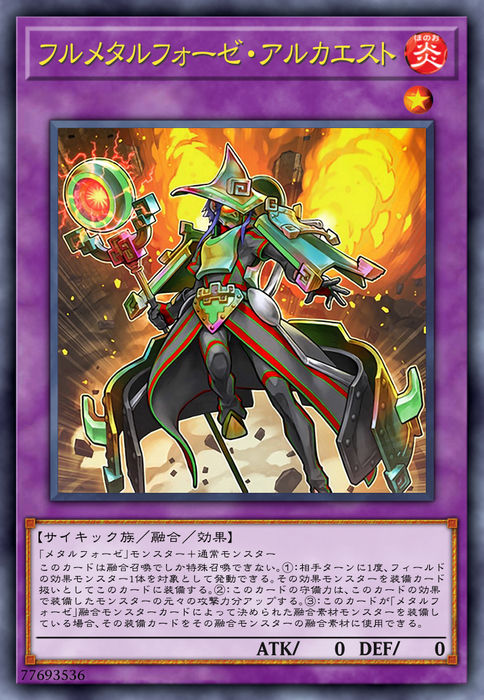 フルメタルフォーゼ・アルカエスト
ほのお
炎
【サイキック族／融合／効果】
「メタルフォーゼ」モンスター＋通常モンスター
このカードは融合召喚でしか特殊召喚できない。①：相手ターンに1度、フィールド
の効果モンスター1体を対象として発動できる。その効果モンスターを装備カード
扱いとしてこのカードに装備する。②：このカードの守備力は、このカードの効果
で装備したモンスターの元々の攻撃力分アップする。③：このカードが「メタルフォ
ーゼ」融合モンスターカードによって決められた融合素材モンスターを装備し
ている場合、その装備カードをその融合モンスターの融合素材に使用できる。
ATK/ 0 DEF/ 0
77693536